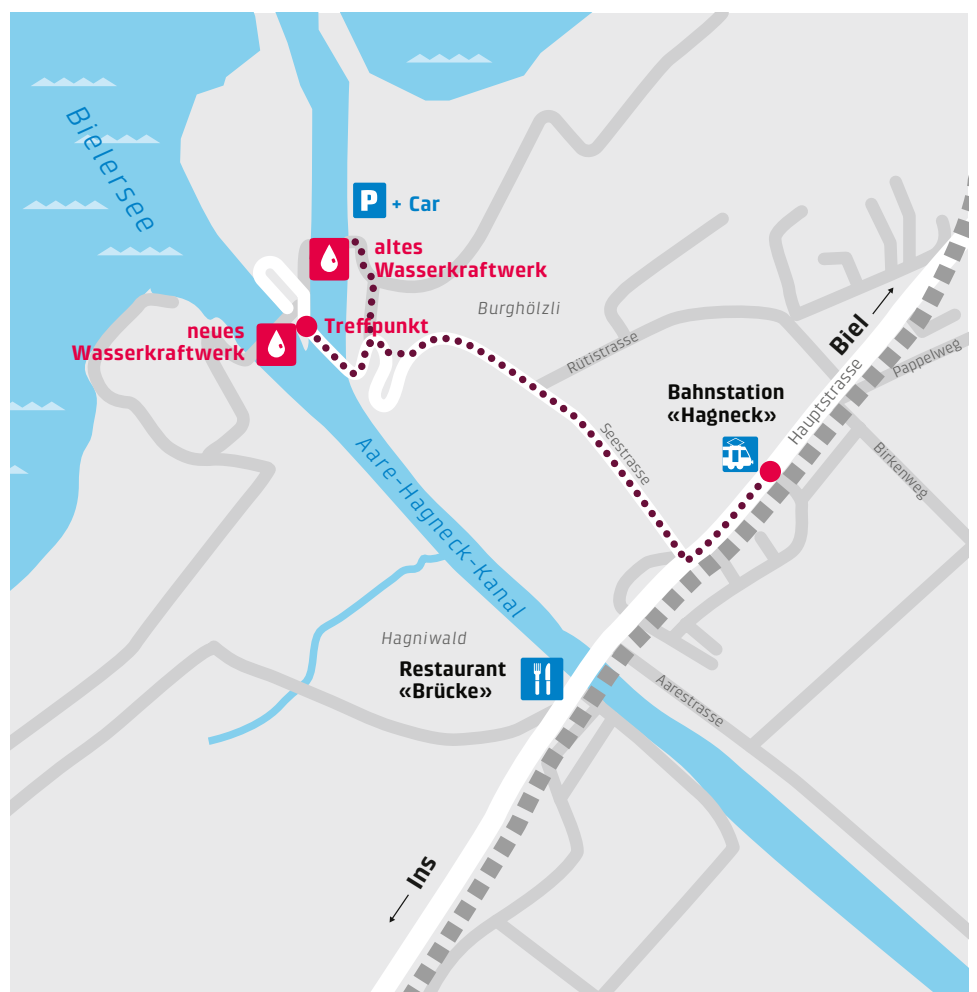 Bielersee
P + Car
altes
Wasserkraftwerk
Burghölzli
neues
Wasserkraftwerk
Treffpunkt
Rütistrasse
Biel
Pappelweg
Bahnstation
«Hagneck»
Hauptstrasse
Seestrasse
Birkenweg
Aare-Hagneck-Kanal
Hagniwald
Restaurant
«Brücke»
Aarestrasse
Ins